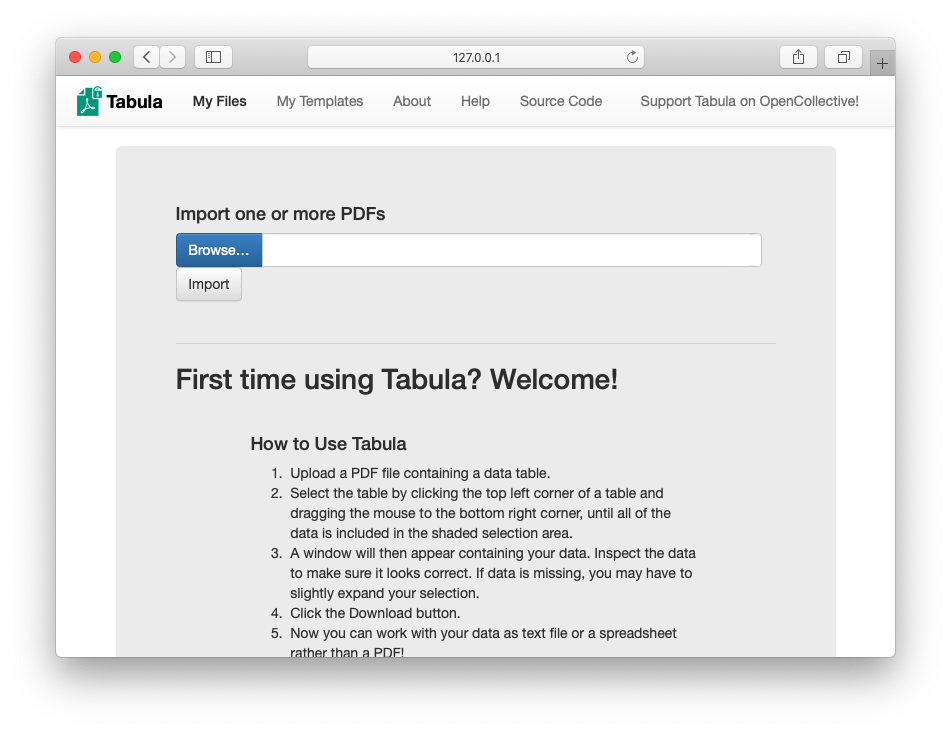 127.0.0.1
Tabula My Files My Templates About Help Source Code Support Tabula on OpenCollective!
Import one or more PDFs
Browse...
Import
First time using Tabula? Welcome!
How to Use Tabula
1. Upload a PDF file containing a data table.
2. Select the table by clicking the top left corner of a table and
dragging the mouse to the bottom right corner, until all of the
data is included in the shaded selection area.
3. A window will then appear containing your data. Inspect the data
to make sure it looks correct. If data is missing, you may have to
slightly expand your selection.
4. Click the Download button.
5. Now you can work with your data as text file or a spreadsheet
rather than a PDF!